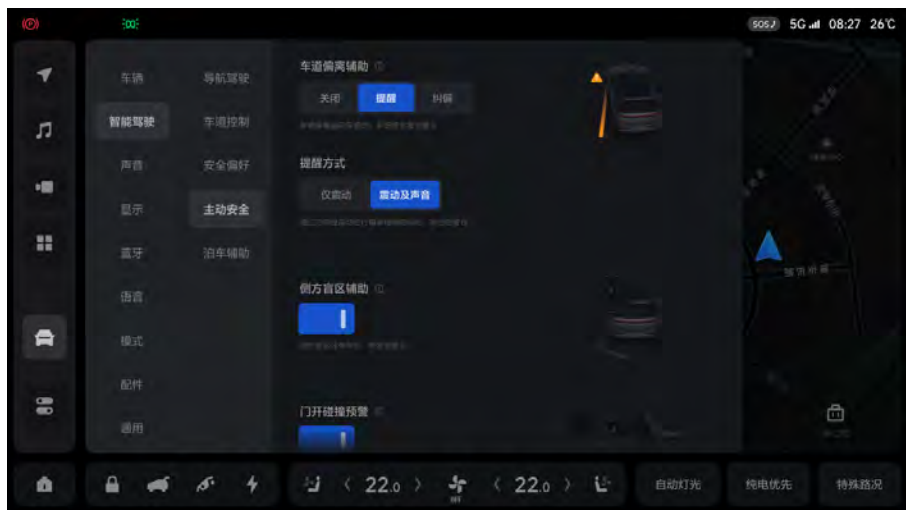 SOS 5G 08:27 26℃
车辆
智能驾驶
声音
显示
蓝牙
语言
模式
配件
通用
导航驾驶
车道控制
安全偏好
主动安全
泊车辅助
车道偏离辅助
关闭 提醒 纠偏
提醒方式
仅震动 震动及声音
侧方盲区辅助
门开碰撞预警
22.0 OFF 22.0
自动灯光 纯电优先 特殊路况